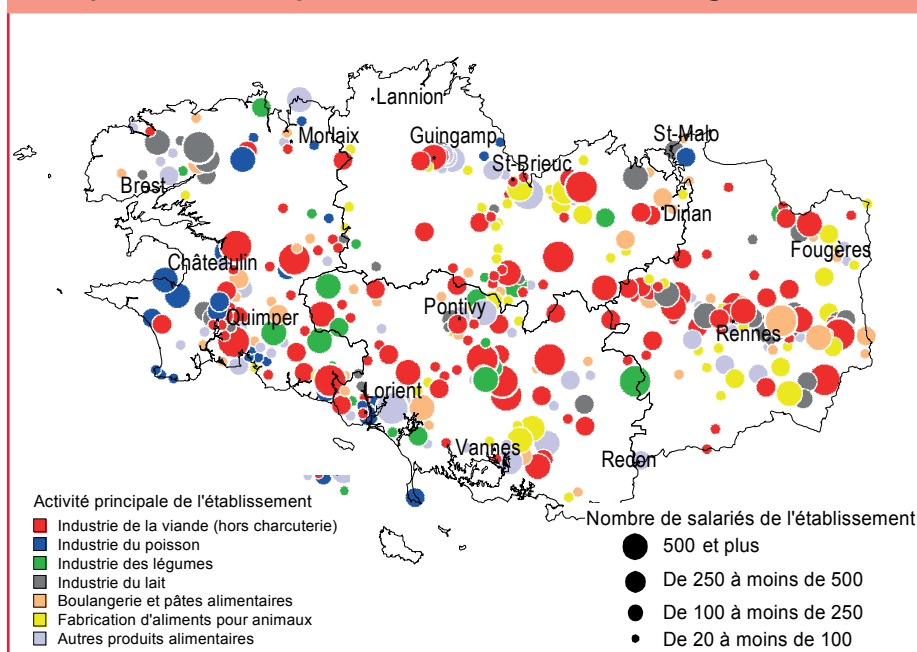 Lannion
Morlaix
Guingamp
St-Malo
St-Brieuc
Brest
Dinan
Châteaulin
Fougères
Pontivy
Quimper
Rennes
Lorient
Vannes
Redon
Activité principale de l'établissement
Industrie de la viande (hors charcuterie)
Industrie du poisson
Industrie des légumes
Industrie du lait
Boulangerie et pâtes alimentaires
Fabrication d'aliments pour animaux
Autres produits alimentaires
Nombre de salariés de l'établissement
500 et plus
De 250 à moins de 500
De 100 à moins de 250
De 20 à moins de 100